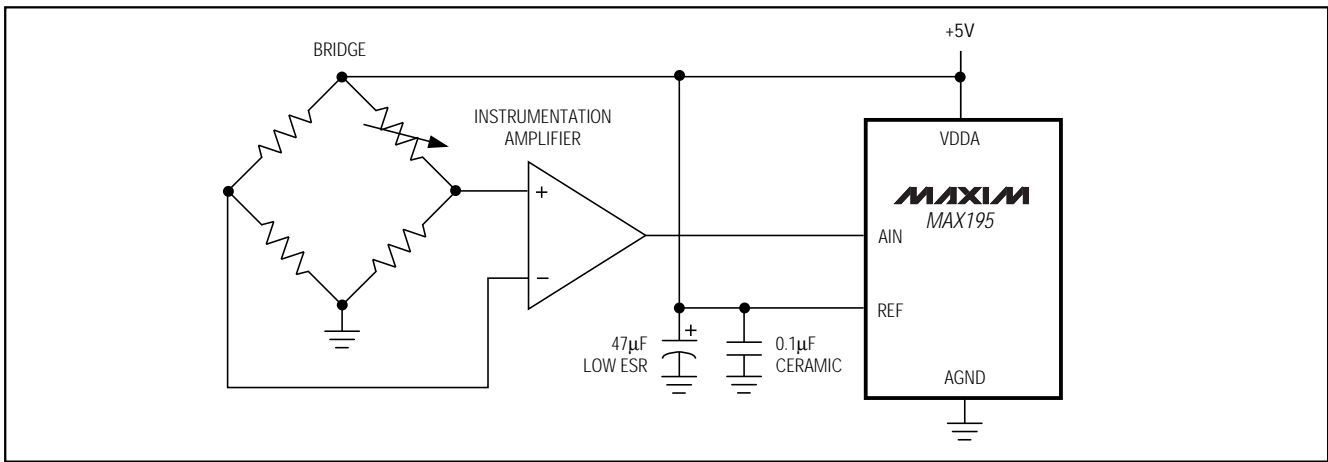 BRIDGE
+5V
INSTRUMENTATION
AMPLIFIER
VDDA
MAXIM
MAX195
+
AIN
−
REF
+
47μF
LOW ESR
0.1μF
CERAMIC
AGND